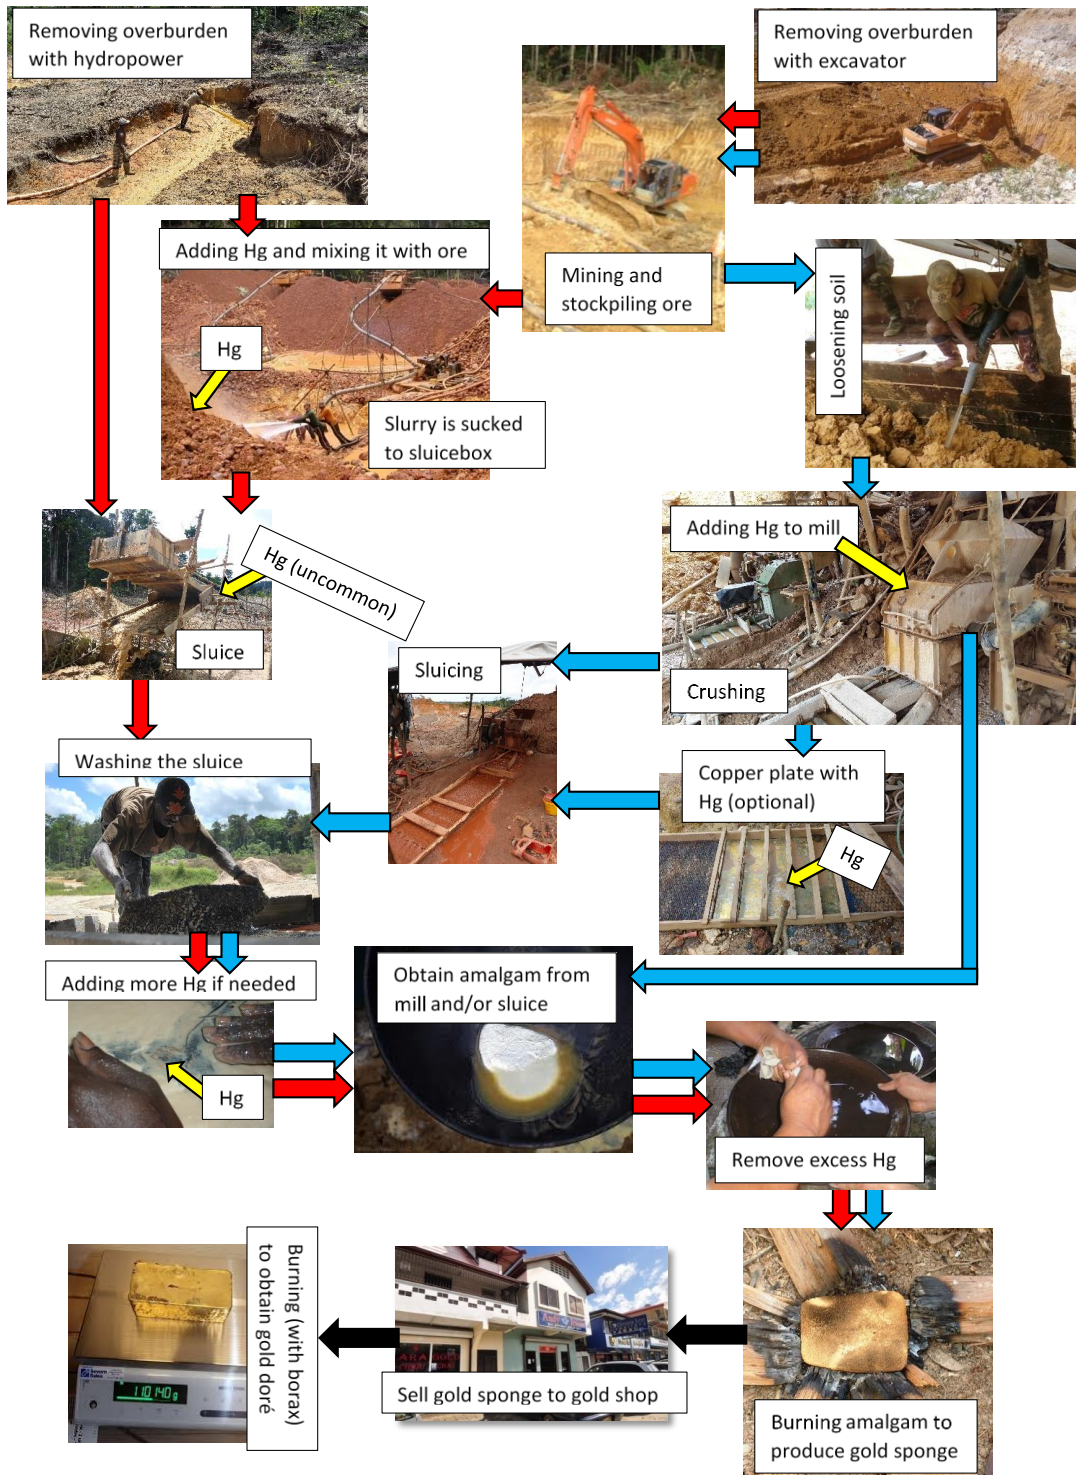 Removing overburden
with hydropower
Removing overburden
with excavator
Adding Hg and mixing it with ore
Mining and
stockpiling ore
Loosening soil
Hg
Slurry is sucked
to sluicebox
Adding Hg to mill
Hg (uncommon)
Sluice
Sluicing
Crushing
Washing the sluice
Copper plate with
Hg (optional)
Hg
Adding more Hg if needed
Obtain amalgam from
mill and/or sluice
Hg
Remove excess Hg
Burning (with borax)
to obtain gold doré
Sell gold sponge to gold shop
Burning amalgam to
produce gold sponge